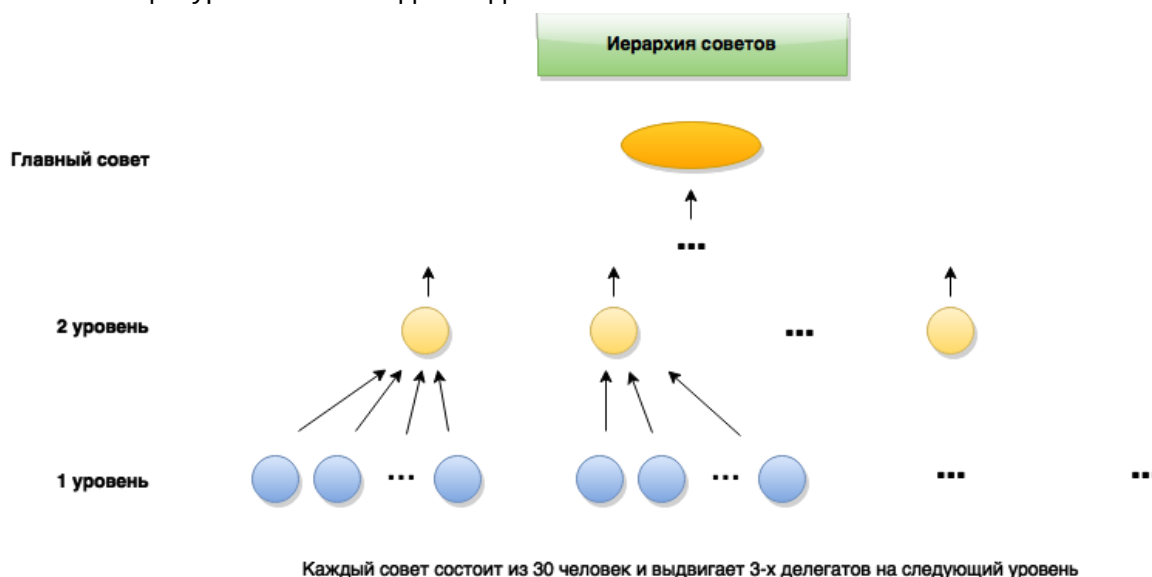 Иерархия советов
Главный совет
...
2 уровень
...
1 уровень
... ... ... ...
Каждый совет состоит из 30 человек и выдвигает 3-х делегатов на следующий уровень